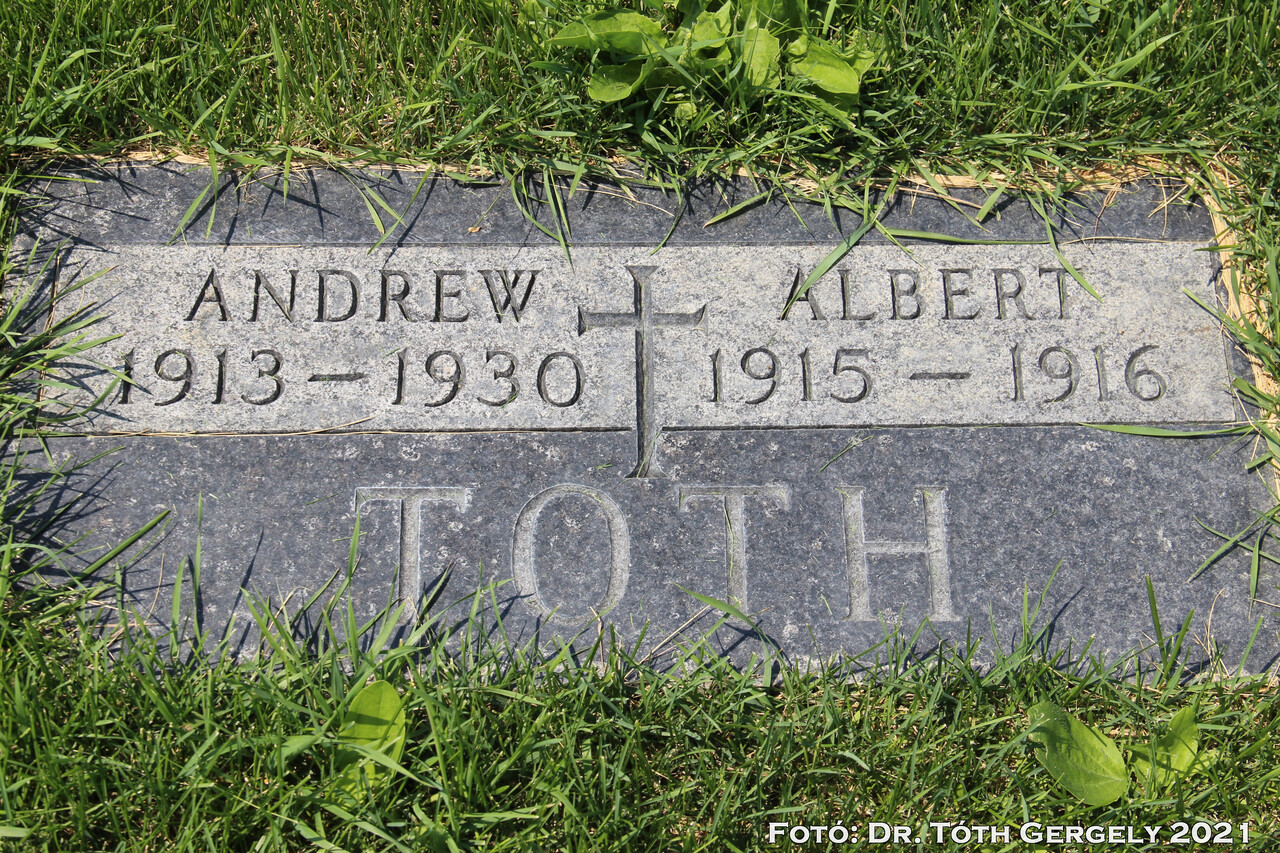 ANDREW
1913 – 1930
ALBERT
1915 – 1916
TOTH
FOTÓ: DR. TÓTH GERGELY 2021